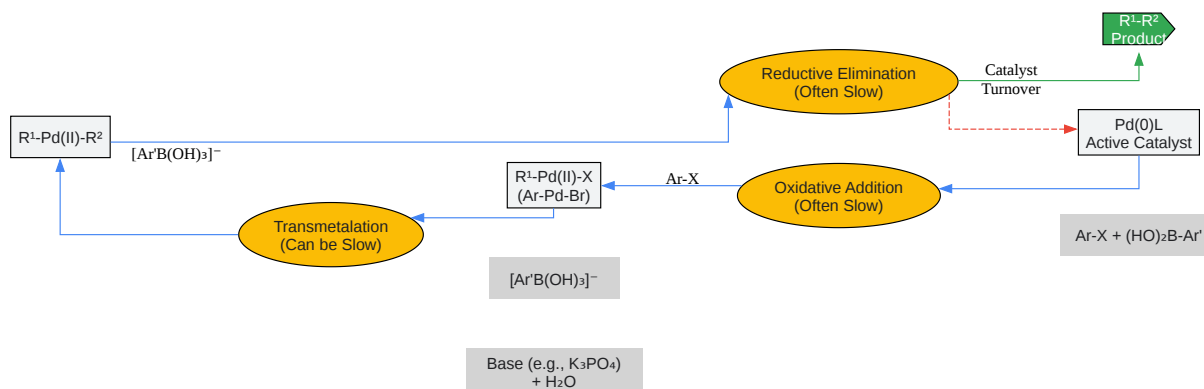 R¹-R²
Product
Reductive Elimination
(Often Slow)
Catalyst
Turnover
Pd(0)L
Active Catalyst
R¹-Pd(II)-R²
[Ar'B(OH)₃]⁻
R¹-Pd(II)-X
(Ar-Pd-Br)
Ar-X
Oxidative Addition
(Often Slow)
Transmetalation
(Can be Slow)
Ar-X + (HO)₂B-Ar'
[Ar'B(OH)₃]⁻
Base (e.g., K₃PO₄)
+ H₂O